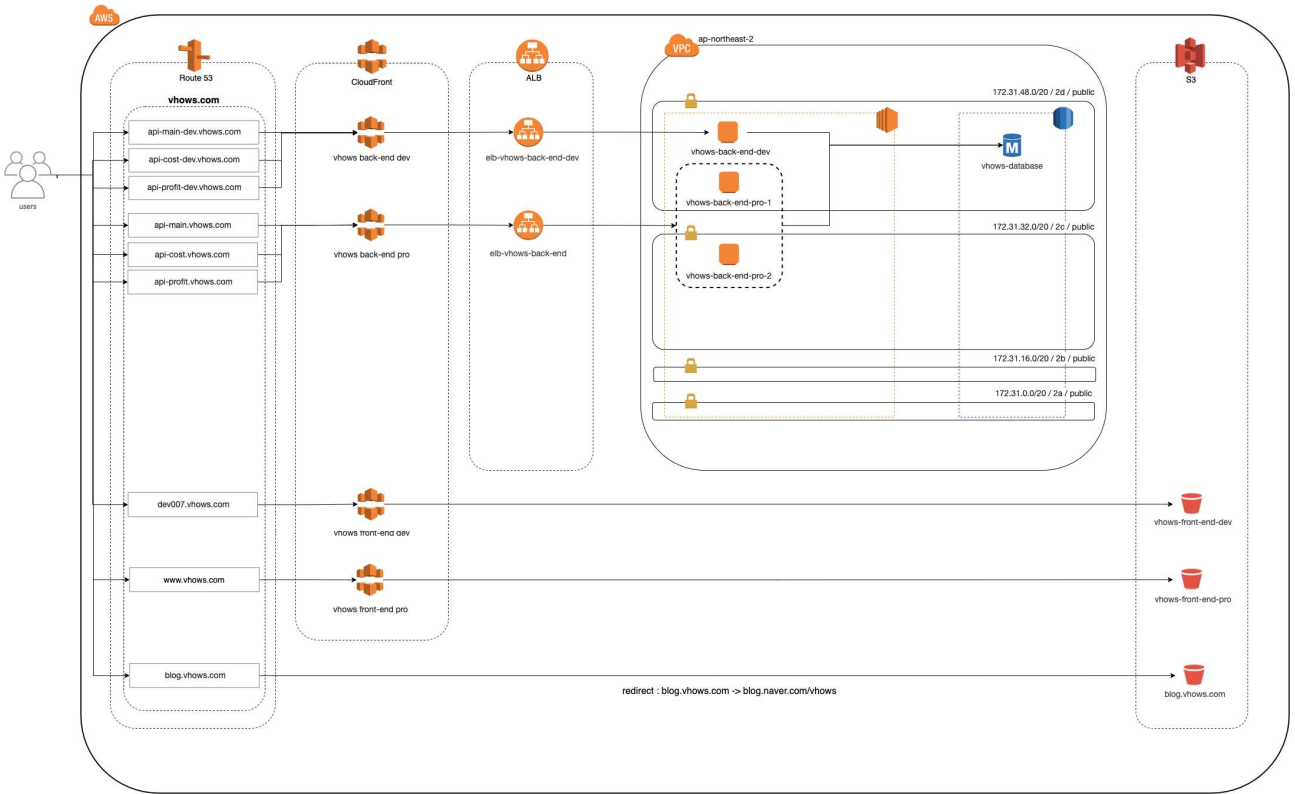 AWS
Route 53
CloudFront
ALB
VPC
ap-northeast-2
S3
vhows.com
172.31.48.0/20 / 2d / public
api-main-dev.vhows.com
api-cost-dev.vhows.com
api-profit-dev.vhows.com
api-main.vhows.com
api-cost.vhows.com
api-profit.vhows.com
users
vhows back-end dev
vhows back-end pro
elb-vhows-back-end-dev
elb-vhows-back-end
vhows-back-end-dev
vhows-back-end-pro-1
M
vhows-database
172.31.32.0/20 / 2c / public
vhows-back-end-pro-2
172.31.16.0/20 / 2b / public
172.31.0.0/20 / 2a / public
dev007.vhows.com
vhows front-end dev
vhows-front-end-dev
www.vhows.com
vhows front-end pro
vhows-front-end-pro
blog.vhows.com
redirect : blog.vhows.com -> blog.naver.com/vhows
blog.vhows.com